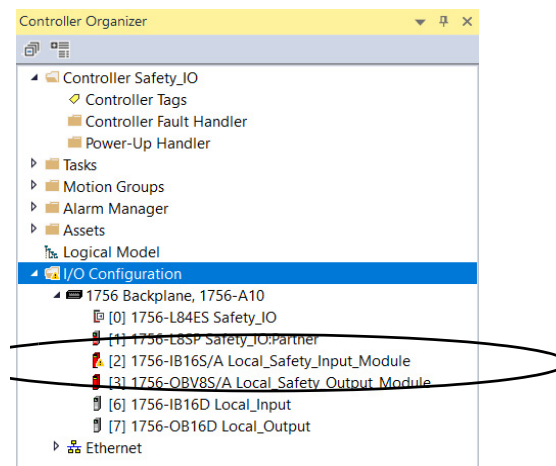 Controller Organizer
Controller Safety_IO
Controller Tags
Controller Fault Handler
Power-Up Handler
Tasks
Motion Groups
Alarm Manager
Assets
Logical Model
I/O Configuration
1756 Backplane, 1756-A10
[0] 1756-L84ES Safety_IO
[1] 1756-L8SP Safety_IO:Partner
[2] 1756-IB16S/A Local_Safety_Input_Module
[3] 1756-OBV8S/A Local_Safety_Output_Module
[6] 1756-IB16D Local_Input
[7] 1756-OB16D Local_Output
Ethernet